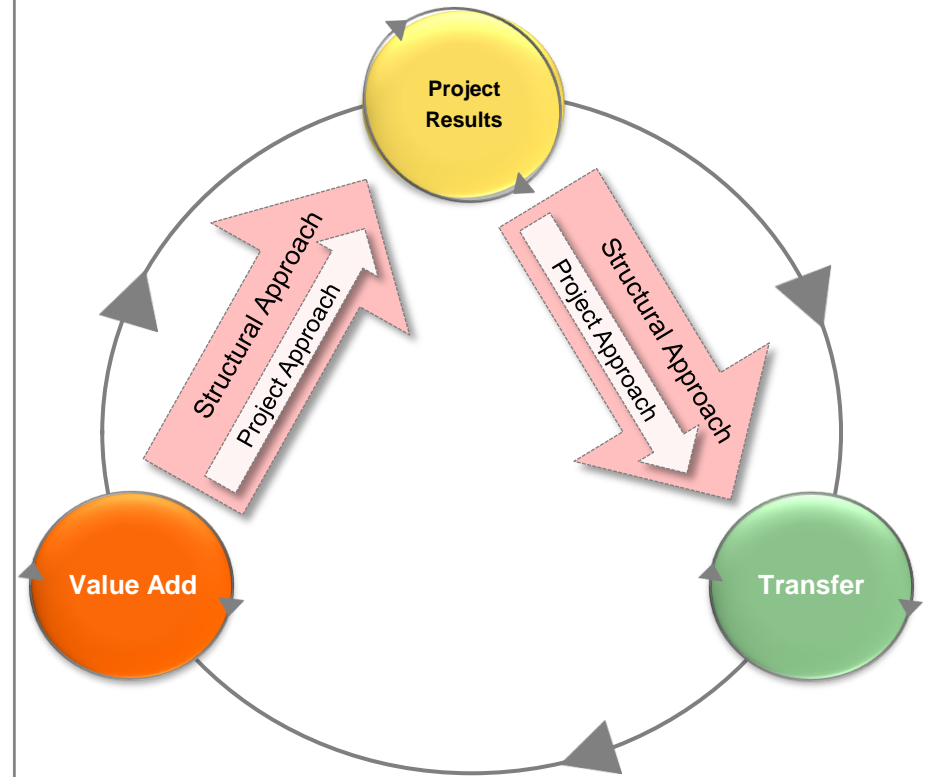 Project
Results
Structural Approach
Project Approach
Project Approach
Structural Approach
Value Add
Transfer